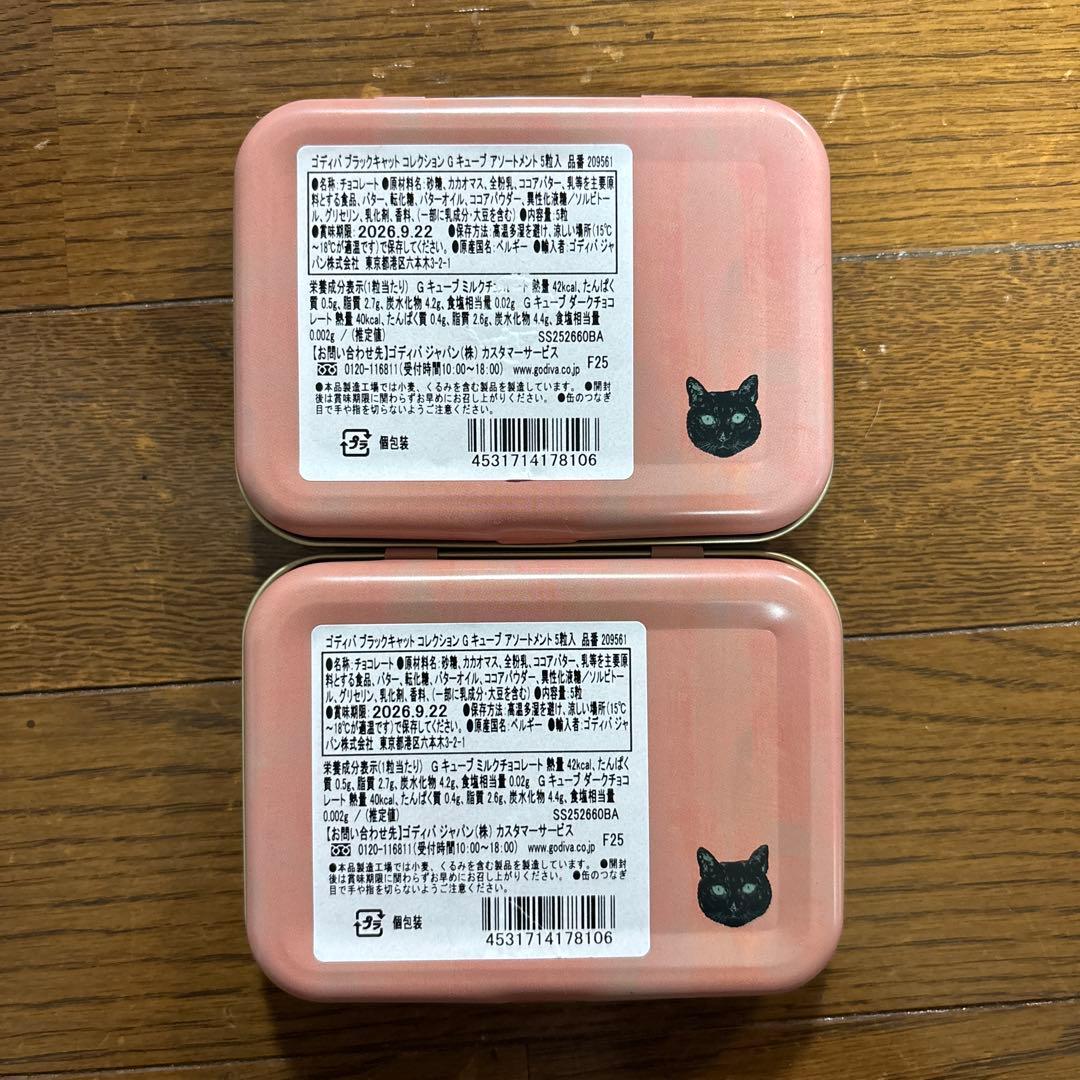 ゴディバ ブラックキャット コレクション G キューブ アソートメント 5粒入 品番 209561
●名称:チョコレート ●原材料名:砂糖、カカオマス、全粉乳、ココアバター、乳等を主要原
料とする食品、バター、転化糖、バターオイル、ココアパウダー、異性化液糖/ソルビトー
ル、グリセリン、乳化剤、香料、(一部に乳成分・大豆を含む) ●内容量:5粒
●賞味期限:2026.9.22 ●保存方法:高温多湿を避け、涼しい場所(15℃
～18℃が適温です)で保存してください。 ●原産国名:ベルギー ●輸入者:ゴディバ ジャ
パン株式会社 東京都港区六本木3-2-1
栄養成分表示(1粒当たり) G キューブ ミルクチョ レート 熱量 42kcal、たんぱく
質 0.5g、脂質 2.7g、炭水化物 4.2g、食塩相当量 0.02g G キューブ ダークチョコ
レート 熱量 40kcal、たんぱく質 0.4g、脂質 2.6g、炭水化物 4.4g、食塩相当量
0.002g / (推定値) SS252660BA
【お問い合わせ先】ゴディバ ジャパン(株) カスタマーサービス
0120-116811(受付時間10:00～18:00) www.godiva.co.jp F25
●本品製造工場では小麦、くるみを含む製品を製造しています。 ●開封
後は賞味期限に関わらずお早めにお召し上がりください。 ●缶のつなぎ
目で手や指を切らないようご注意ください。
プラ 個包装
4531714178106
ゴディバ ブラックキャット コレクション G キューブ アソートメント 5粒入 品番 209561
●名称:チョコレート ●原材料名:砂糖、カカオマス、全粉乳、ココアバター、乳等を主要原
料とする食品、バター、転化糖、バターオイル、ココアパウダー、異性化液糖/ソルビトー
ル、グリセリン、乳化剤、香料、(一部に乳成分・大豆を含む) ●内容量:5粒
●賞味期限:2026.9.22 ●保存方法:高温多湿を避け、涼しい場所(15℃
～18℃が適温です)で保存してください。 ●原産国名:ベルギー ●輸入者:ゴディバ ジャ
パン株式会社 東京都港区六本木3-2-1
栄養成分表示(1粒当たり) G キューブ ミルクチョコレート 熱量 42kcal、たんぱく
質 0.5g、脂質 2.7g、炭水化物 4.2g、食塩相当量 0.02g G キューブ ダークチョコ
レート 熱量 40kcal、たんぱく質 0.4g、脂質 2.6g、炭水化物 4.4g、食塩相当量
0.002g / (推定値) SS252660BA
【お問い合わせ先】ゴディバ ジャパン(株) カスタマーサービス
0120-116811(受付時間10:00～18:00) www.godiva.co.jp F25
●本品製造工場では小麦、くるみを含む製品を製造しています。 ●開封
後は賞味期限に関わらずお早めにお召し上がりください。 ●缶のつなぎ
目で手や指を切らないようご注意ください。
プラ 個包装
4531714178106